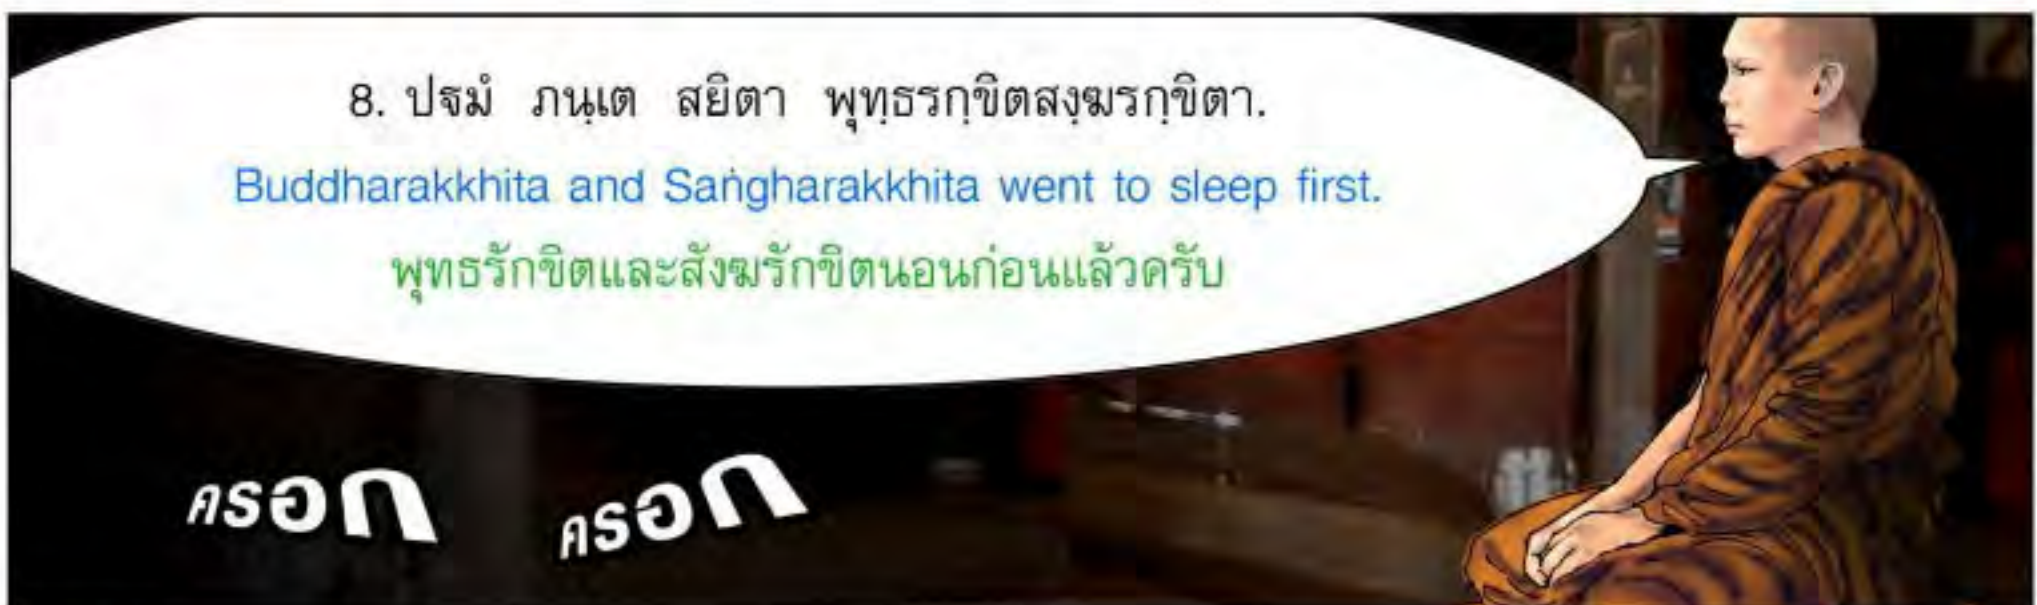 8. ปฐมํ ภนฺเต สยิตา พุทฺธรกฺขิตสงฺฆรกฺขิตา.
Buddharakkhita and Saṅgharakkhita went to sleep first.
พุทธรักขิตและสังฆรักขิตนอนก่อนแล้วครับ
ครอก ครอก